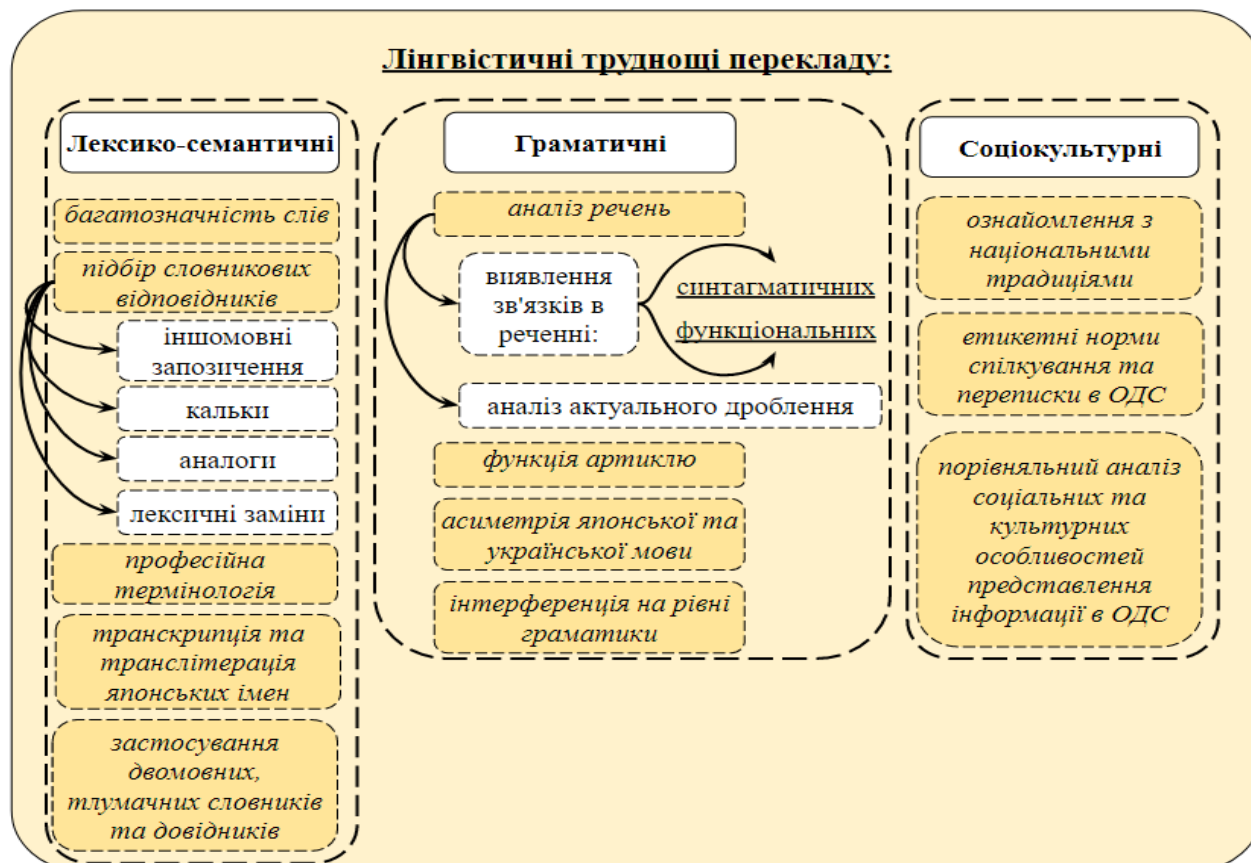 Лінгвістичні труднощі перекладу:
Лексико-семантичні
багатозначність слів
підбір словникових
відповідників
іншомовні
запозичення
кальки
аналоги
лексичні заміни
професійна
термінологія
транскрипція та
транслітерація
японських імен
застосування
двомовних,
тлумачних словників
та довідників
Граматичні
аналіз речень
виявлення
зв'язків в
реченні:
синтагматичних
функціональних
аналіз актуального дроблення
функція артиклю
асиметрія японської та
української мови
інтерференція на рівні
граматики
Соціокультурні
ознайомлення з
національними
традиціями
етикетні норми
спілкування та
переписки в ОДС
порівняльний аналіз
соціальних та
культурних
особливостей
представлення
інформації в ОДС